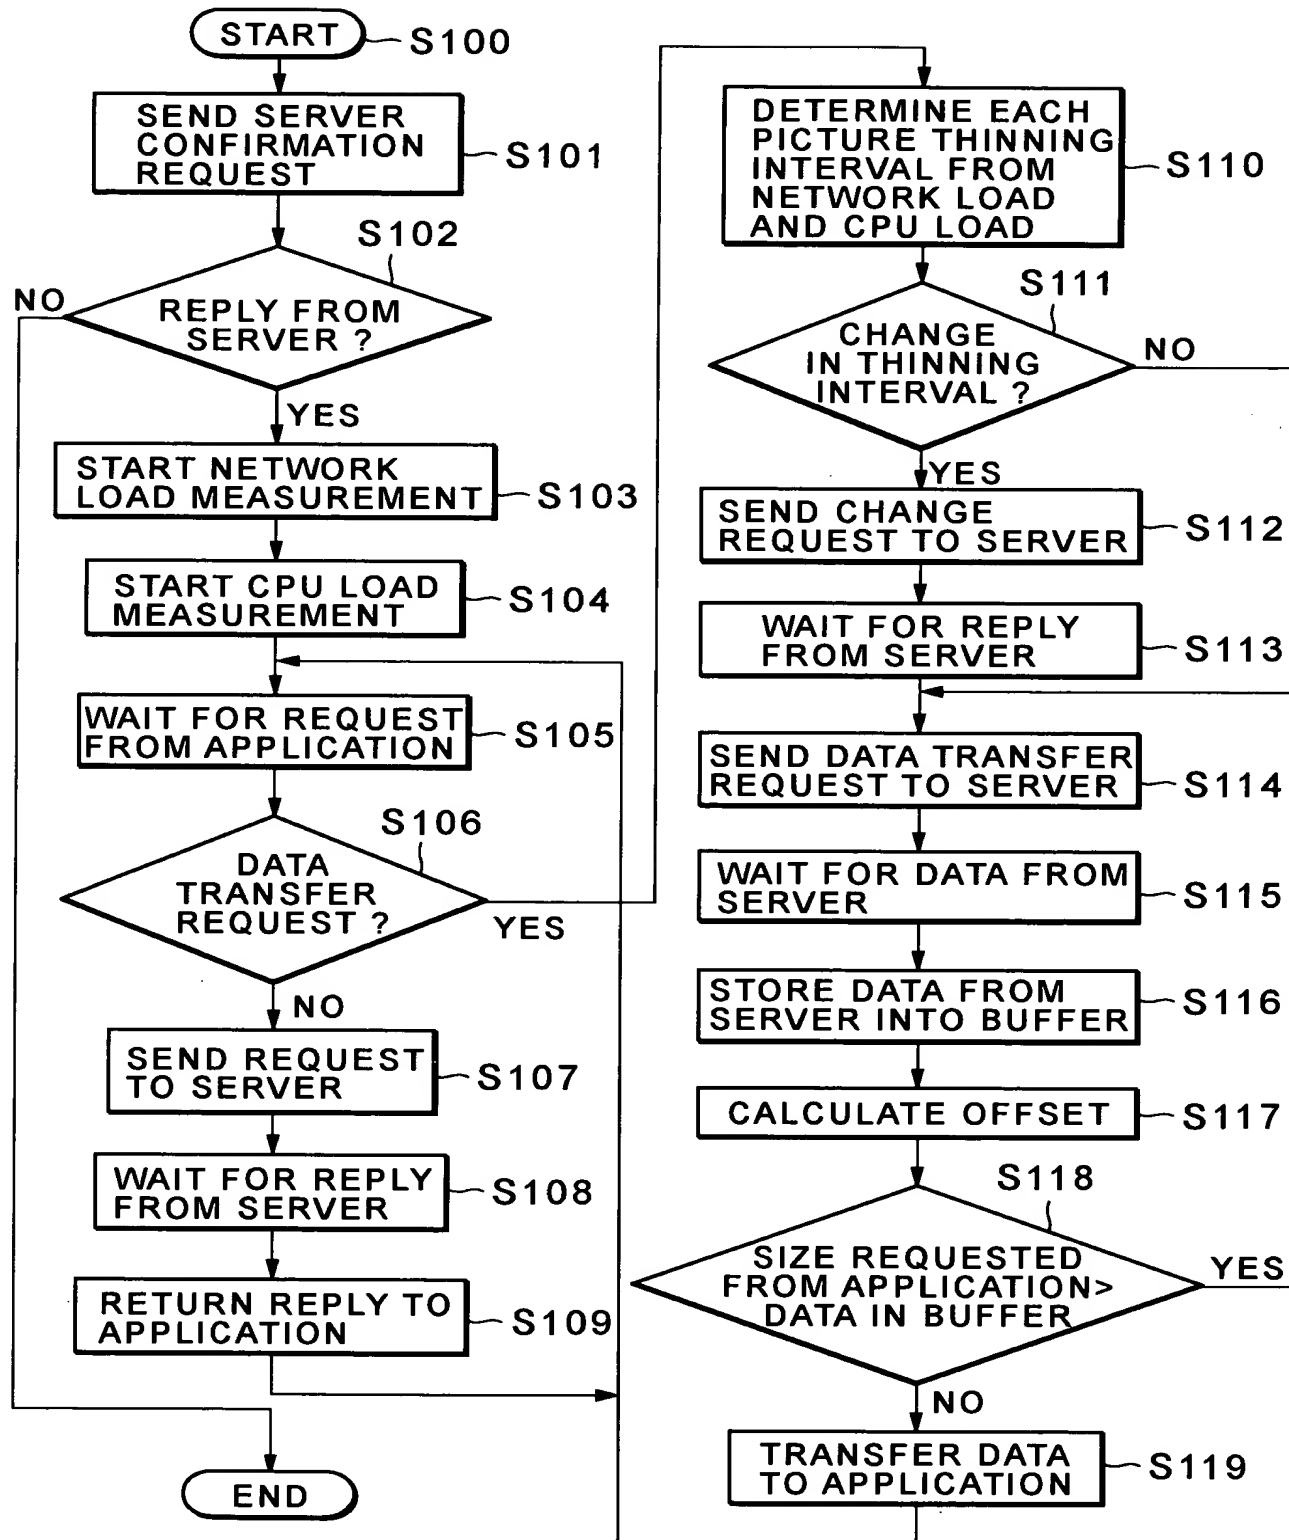 START
S100
SEND SERVER
CONFIRMATION
REQUEST
S101
S102
NO
REPLY FROM
SERVER ?
YES
START NETWORK
LOAD MEASUREMENT
S103
START CPU LOAD
MEASUREMENT
S104
WAIT FOR REQUEST
FROM APPLICATION
S105
S106
DATA
TRANSFER
REQUEST ?
YES
NO
SEND REQUEST
TO SERVER
S107
WAIT FOR REPLY
FROM SERVER
S108
RETURN REPLY TO
APPLICATION
S109
END
DETERMINE EACH
PICTURE THINNING
INTERVAL FROM
NETWORK LOAD
AND CPU LOAD
S110
S111
CHANGE
IN THINNING
INTERVAL ?
NO
YES
SEND CHANGE
REQUEST TO SERVER
S112
WAIT FOR REPLY
FROM SERVER
S113
SEND DATA TRANSFER
REQUEST TO SERVER
S114
WAIT FOR DATA FROM
SERVER
S115
STORE DATA FROM
SERVER INTO BUFFER
S116
CALCULATE OFFSET
S117
S118
SIZE REQUESTED
FROM APPLICATION>
DATA IN BUFFER
YES
NO
TRANSFER DATA
TO APPLICATION
S119